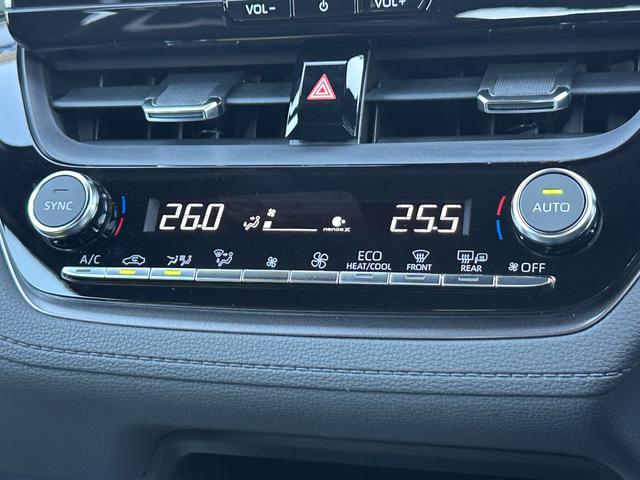 VOL− VOL+
SYNC 26.0 nanoe X 25.5 AUTO
A/C ECO HEAT/COOL FRONT REAR OFF